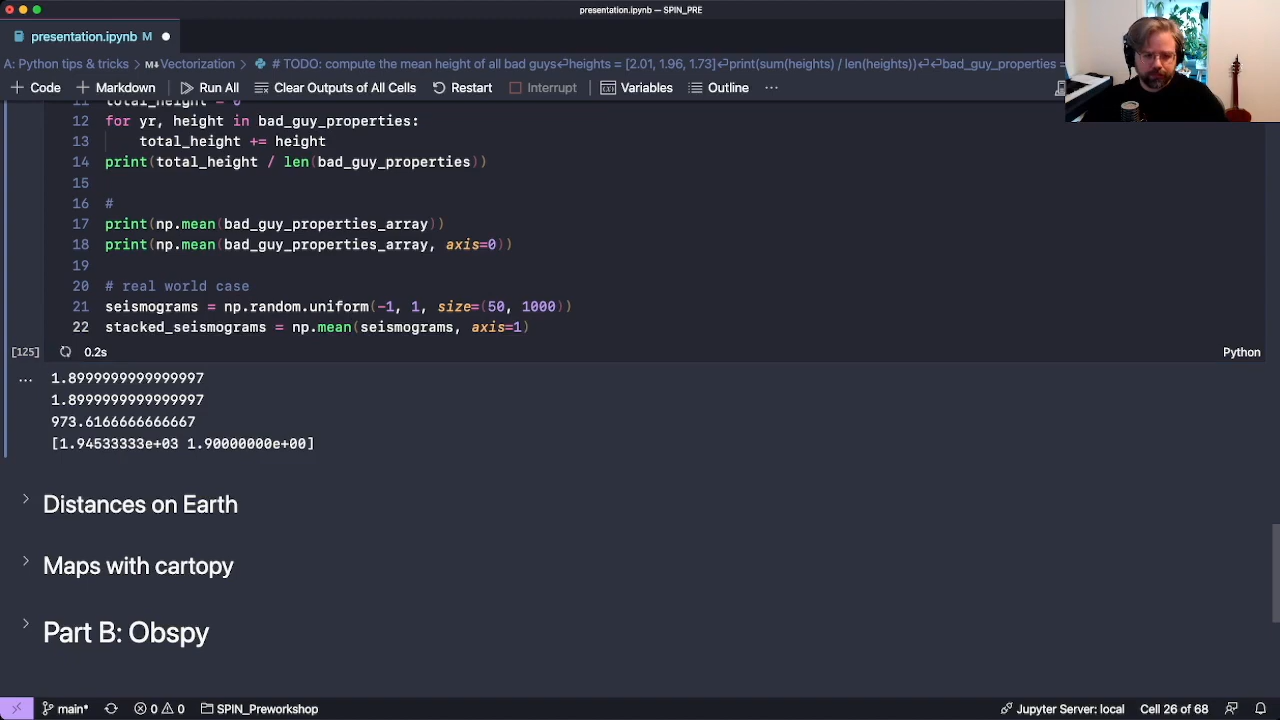 presentation.ipynb — SPIN_PRE
presentation.ipynb M
A: Python tips & tricks > M↓Vectorization > # TODO: compute the mean height of all bad guys↵heights = [2.01, 1.96, 1.73]↵print(sum(heights) / len(heights))↵↵bad_guy_properties =
+ Code + Markdown Run All Clear Outputs of All Cells Restart Interrupt Variables Outline ...
11 total_height = 0
12 for yr, height in bad_guy_properties:
13 total_height += height
14 print(total_height / len(bad_guy_properties))
15
16 #
17 print(np.mean(bad_guy_properties_array))
18 print(np.mean(bad_guy_properties_array, axis=0))
19
20 # real world case
21 seismograms = np.random.uniform(-1, 1, size=(50, 1000))
22 stacked_seismograms = np.mean(seismograms, axis=1)
[125] 0.2s Python
... 1.8999999999999997
1.8999999999999997
973.6166666666667
[1.94533333e+03 1.90000000e+00]
> Distances on Earth
> Maps with cartopy
> Part B: Obspy
main* 0 0 SPIN_Preworkshop Jupyter Server: local Cell 26 of 68